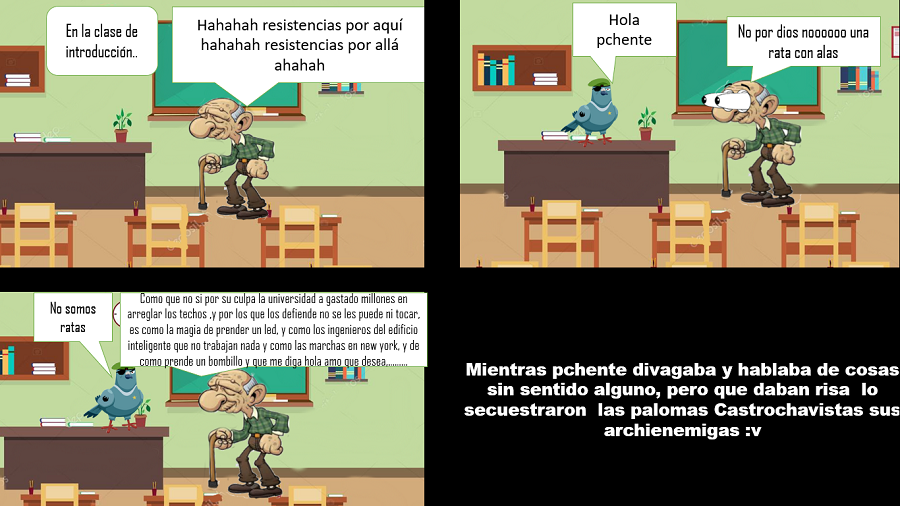 En la clase de
introducción..
Hahahah resistencias por aquí
hahahah resistencias por allá
ahahah
Hola
pchente
No por dios noooooo una
rata con alas
No somos
ratas
Como que no si por su culpa la universidad a gastado millones en
arreglar los techos ,y por los que los defiende no se les puede ni tocar,
es como la magia de prender un led, y como los ingenieros del edificio
inteligente que no trabajan nada y como las marchas en new york, y de
como prende un bombillo y que me diga hola amo que desea..........
Mientras pchente divagaba y hablaba de cosas
sin sentido alguno, pero que daban risa  lo
secuestraron  las palomas Castrochavistas sus
archienemigas :v